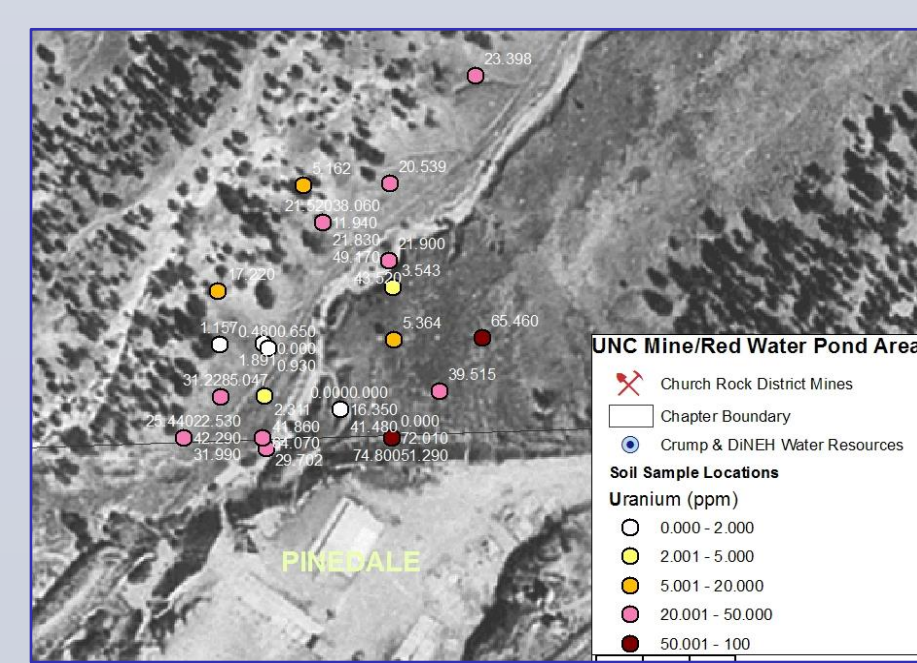 23.398
5.162
20.539
21.52038.060
11.940
21.830
21.900
49.170
3.543
43.520
17.220
5.364
65.460
1.157
0.4800.650
0.000
1.891
0.930
31.2285.047
39.515
0.0000.000
2.311
16.350
25.44022.530
41.860
41.480
0.000
42.290
72.010
31.990
29.702
74.80051.290
PINEDALE
UNC Mine/Red Water Pond Area
Church Rock District Mines
Chapter Boundary
Crump & DiNEH Water Resources
Soil Sample Locations
Uranium (ppm)
0.000 - 2.000
2.001 - 5.000
5.001 - 20.000
20.001 - 50.000
50.001 - 100